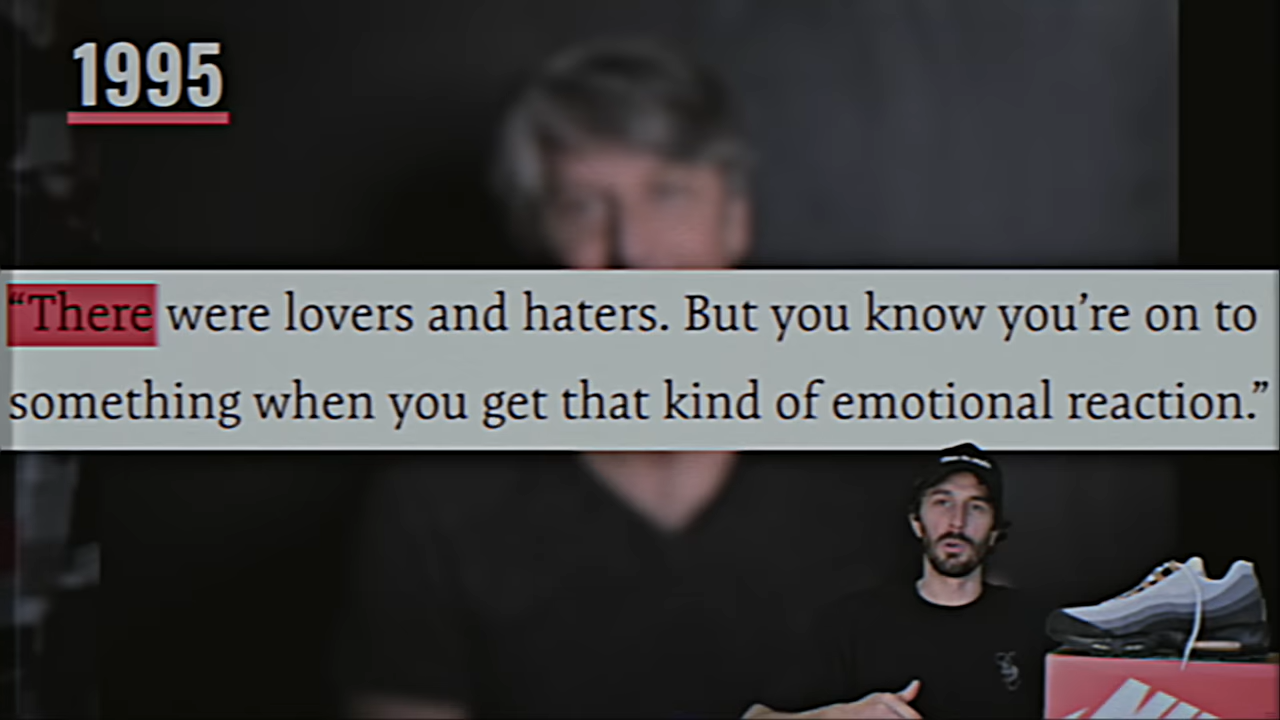 1995
“There were lovers and haters. But you know you’re on to
something when you get that kind of emotional reaction.”